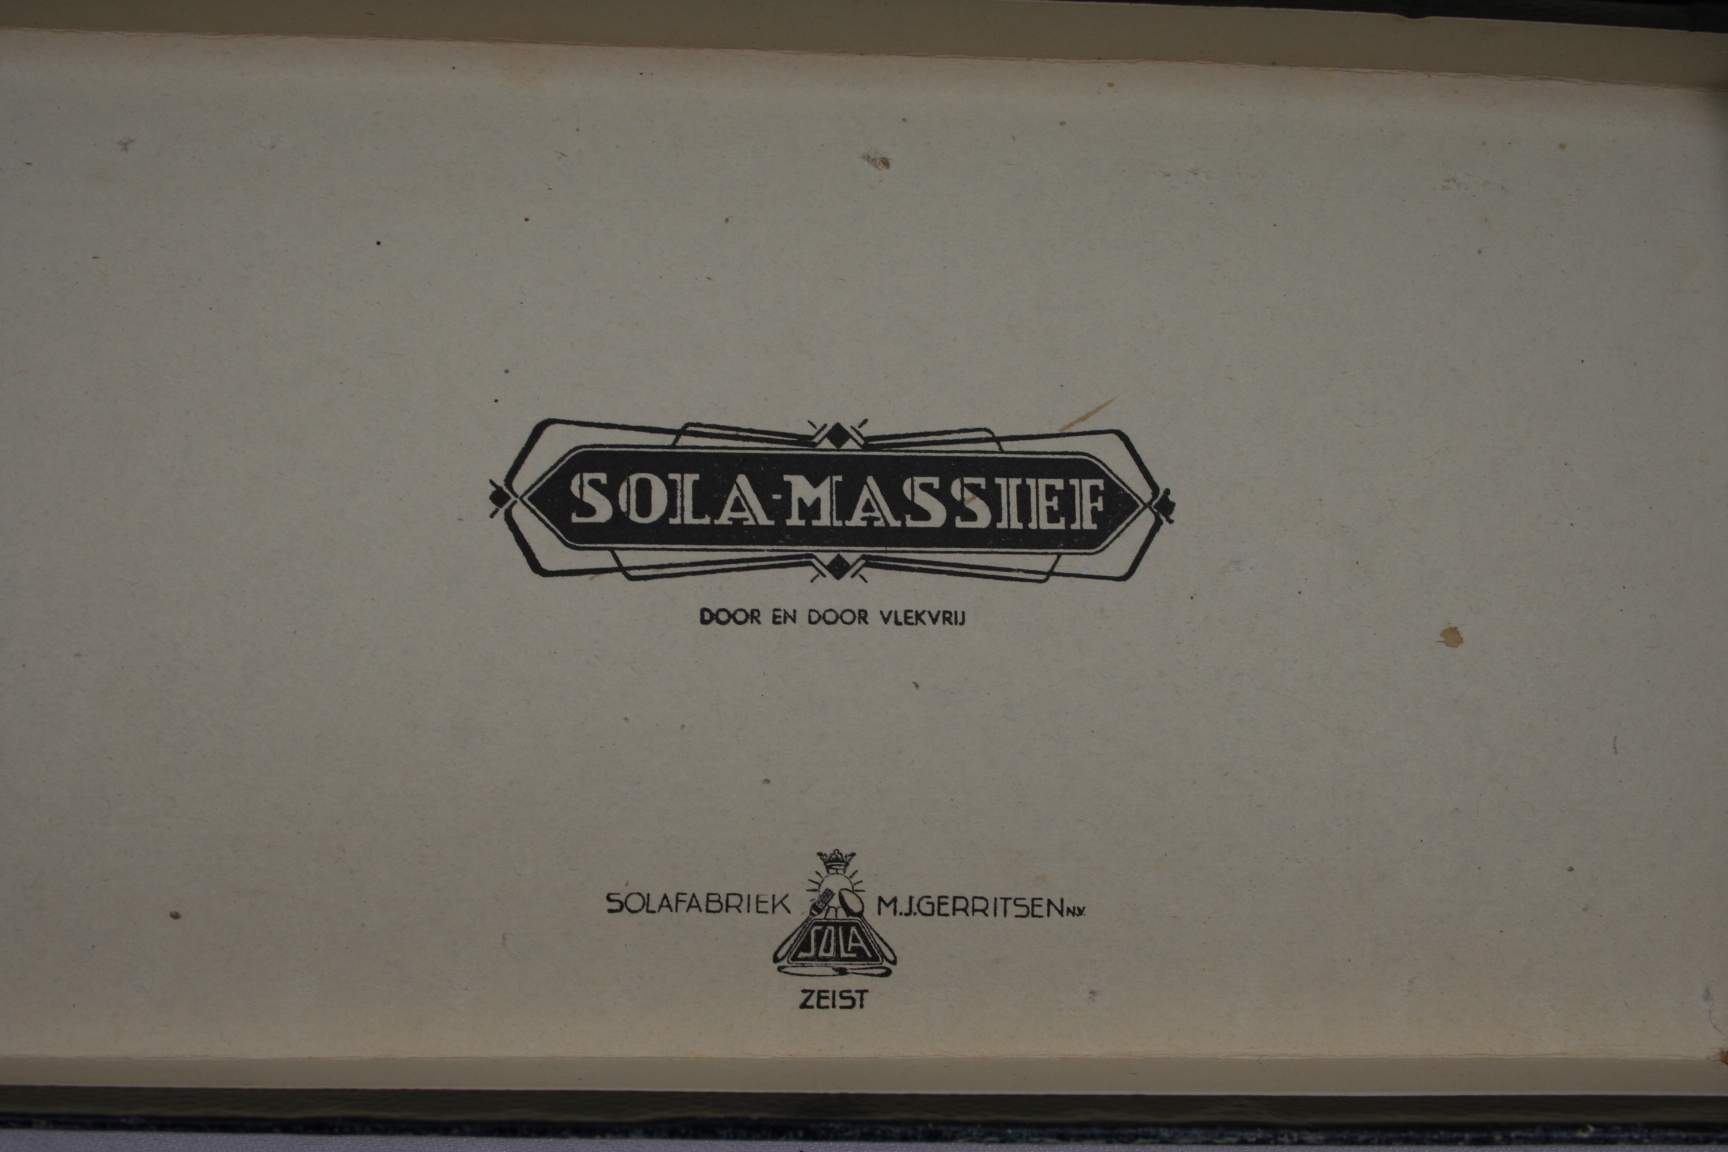 SOLA-MASSIEF
DOOR EN DOOR VLEKVRIJ
SOLAFABRIEK M.J.GERRITSEN N.V.
SOLA
ZEIST